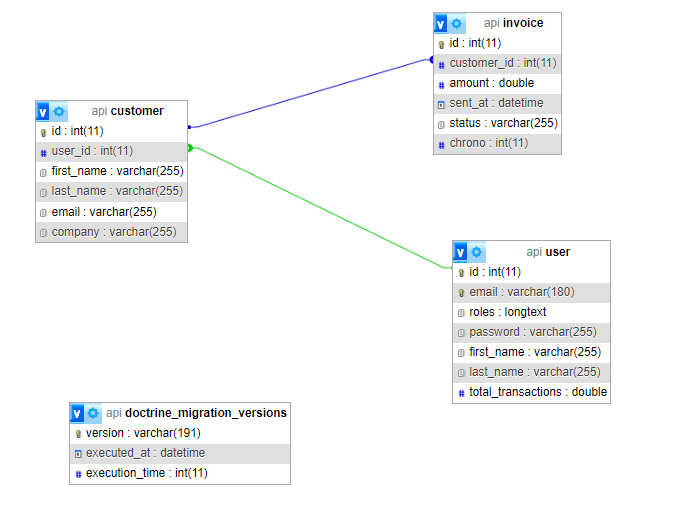 v api invoice
id : int(11)
# customer_id : int(11)
# amount : double
sent_at : datetime
status : varchar(255)
# chrono : int(11)
v api customer
id : int(11)
# user_id : int(11)
first_name : varchar(255)
last_name : varchar(255)
email : varchar(255)
company : varchar(255)
v api user
id : int(11)
email : varchar(180)
roles : longtext
password : varchar(255)
first_name : varchar(255)
last_name : varchar(255)
# total_transactions : double
v api doctrine_migration_versions
version : varchar(191)
executed_at : datetime
# execution_time : int(11)